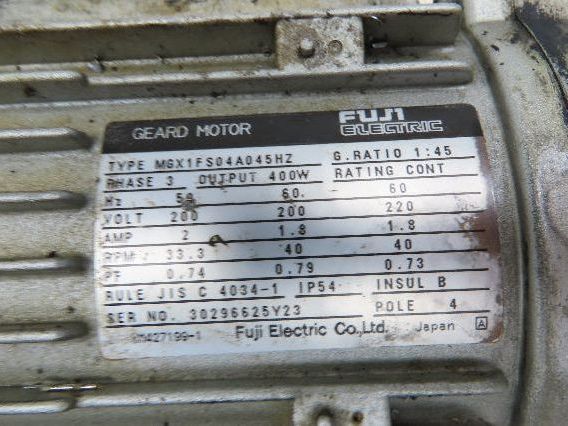 GEARD MOTOR FUJI ELECTRIC
TYPE MGX1FS04A045HZ G.RATIO 1:45
PHASE 3 OUTPUT 400W RATING CONT
Hz 50 60 60
VOLT 200 200 220
AMP 2 1.8 1.8
RPM 33.3 40 40
PF 0.74 0.79 0.73
RULE JIS C 4034-1 IP54 INSUL B
SER NO. 30296625Y23 POLE 4
Fuji Electric Co.,Ltd. Japan A